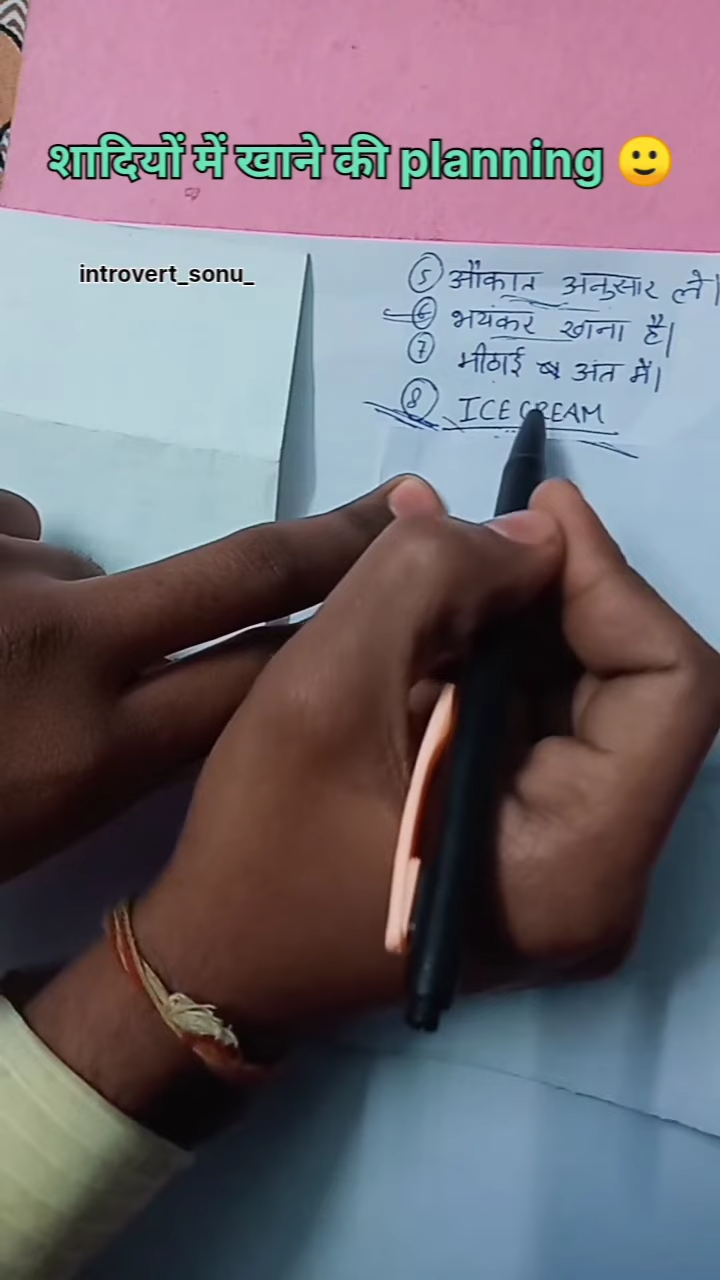 शादियों में खाने की planning 🙂
introvert_sonu_
⑤ औकात अनुसार ले।
⑥ भयंकर खाना है।
⑦ मीठाई अंत में।
⑧ ICE CREAM